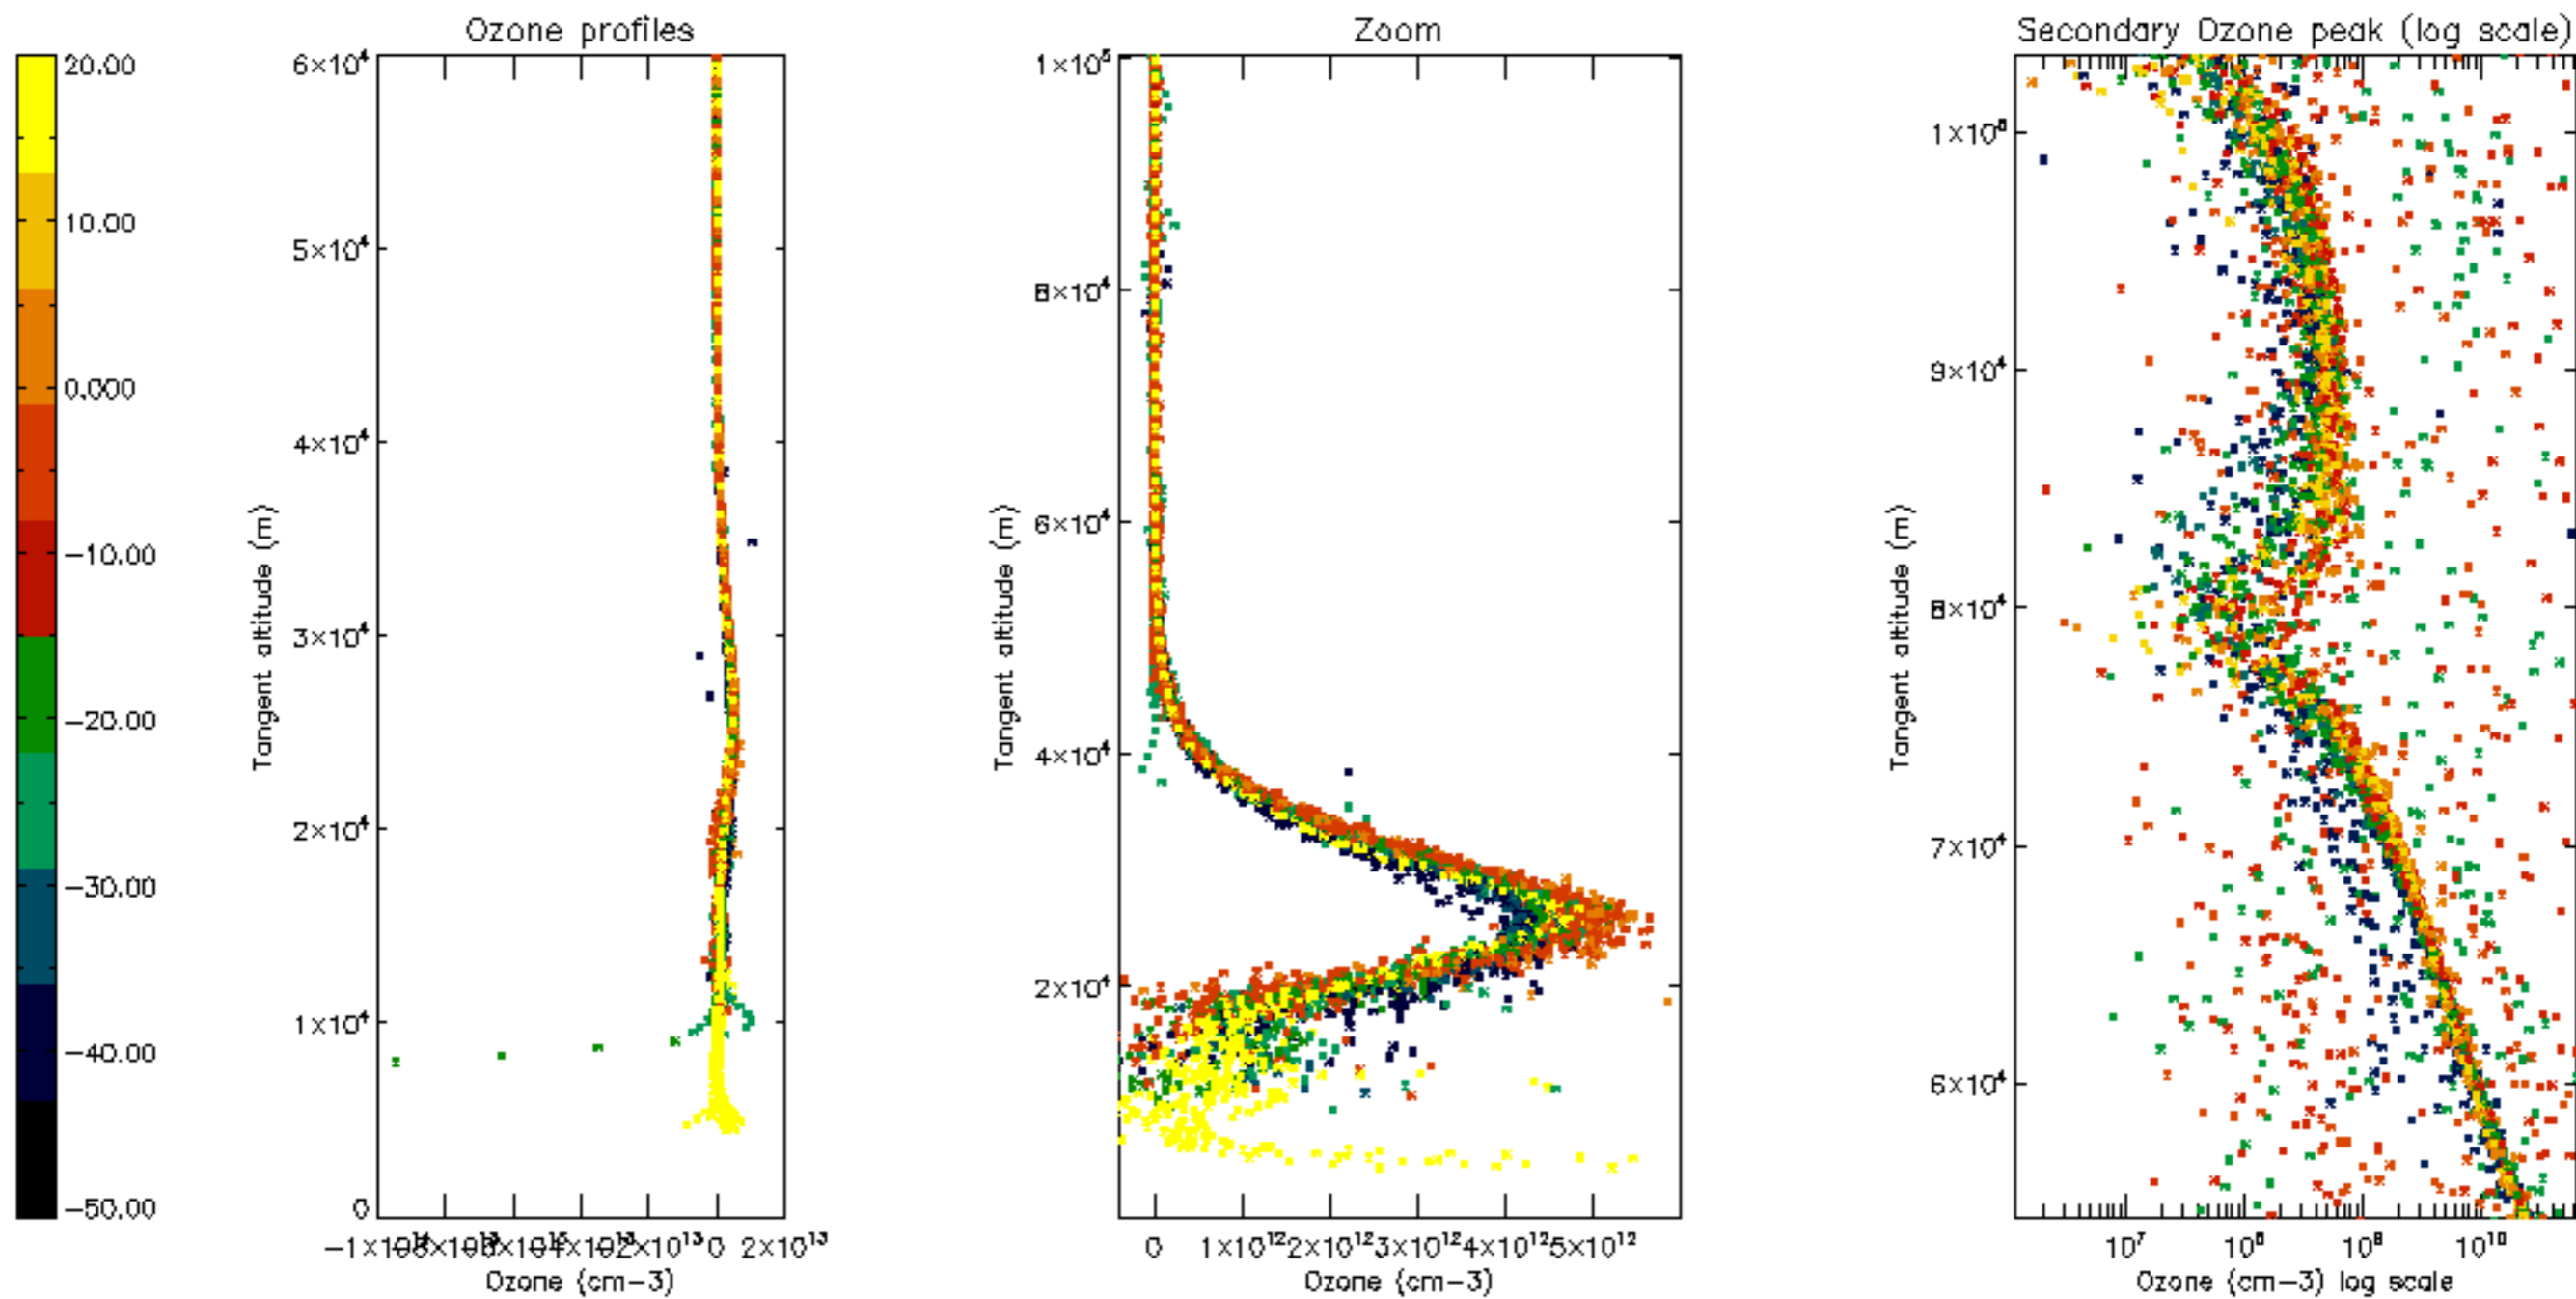 Ozone profiles
Zoom
Secondary Ozone peak (log scale)
20.00
10.00
0.000
−10.00
−20.00
−30.00
−40.00
−50.00
Tangent altitude (m)
6×10⁴
5×10⁴
4×10⁴
3×10⁴
2×10⁴
1×10⁴
0
0 2×10¹³
Ozone (cm−3)
Tangent altitude (m)
1×10⁵
8×10⁴
6×10⁴
4×10⁴
2×10⁴
0 1×10¹² 2×10¹² 3×10¹² 4×10¹² 5×10¹²
Ozone (cm−3)
Tangent altitude (m)
1×10⁵
9×10⁴
8×10⁴
7×10⁴
6×10⁴
10⁷ 10⁸ 10⁹ 10¹⁰
Ozone (cm−3) log scale